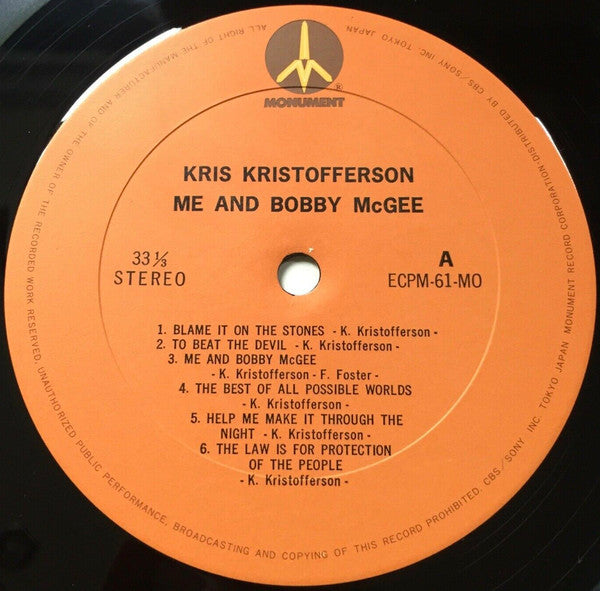 MONUMENT
®
KRIS KRISTOFFERSON
ME AND BOBBY McGEE
33 1/3
STEREO
A
ECPM-61-MO
1. BLAME IT ON THE STONES - K. Kristofferson -
2. TO BEAT THE DEVIL - K. Kristofferson -
3. ME AND BOBBY McGEE
- K. Kristofferson - F. Foster -
4. THE BEST OF ALL POSSIBLE WORLDS
- K. Kristofferson -
5. HELP ME MAKE IT THROUGH THE
NIGHT - K. Kristofferson -
6. THE LAW IS FOR PROTECTION
OF THE PEOPLE
- K. Kristofferson -
ALL RIGHT OF THE MANUFACTURER AND OF THE OWNER OF THE RECORDED WORK RESERVED. UNAUTHORIZED PUBLIC PERFORMANCE, BROADCASTING AND COPYING OF THIS RECORD PROHIBITED. CBS/SONY INC. TOKYO JAPAN MONUMENT RECORD CORPORATION-DISTRIBUTED BY CBS/SONY INC TOKYO JAPAN